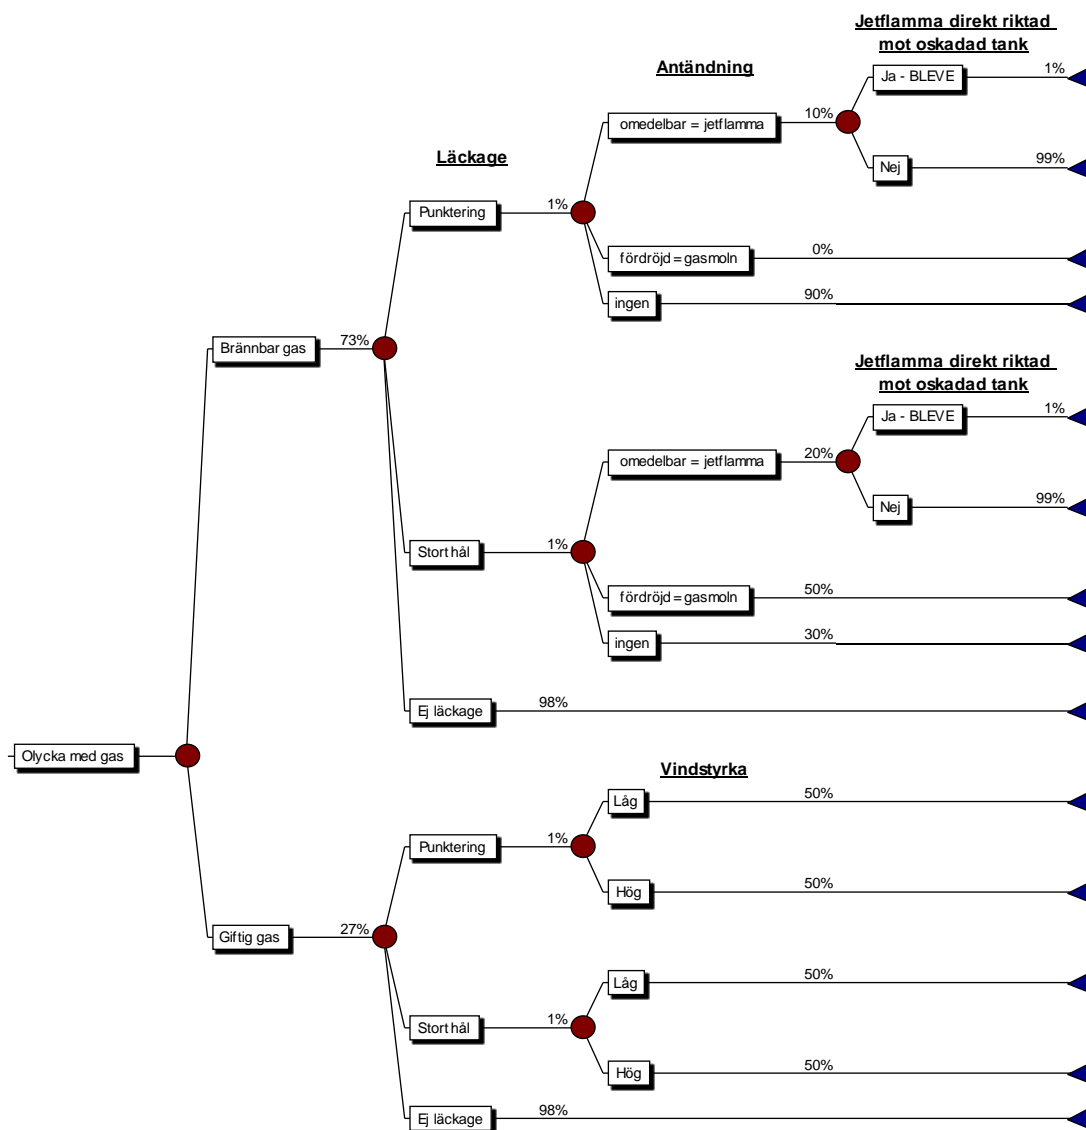 Jetflamma direkt riktad
mot oskadad tank
Antändning
Ja - BLEVE 1%
omedelbar = jetflamma 10%
Läckage
Nej 99%
Punktering 1%
fördröjd = gasmoln 0%
ingen 90%
Brännbar gas 73%
Jetflamma direkt riktad
mot oskadad tank
Ja - BLEVE 1%
omedelbar = jetflamma 20%
Nej 99%
Stort hål 1%
fördröjd = gasmoln 50%
ingen 30%
Ej läckage 98%
Olycka med gas
Vindstyrka
Låg 50%
Punktering 1%
Hög 50%
Giftig gas 27%
Låg 50%
Stort hål 1%
Hög 50%
Ej läckage 98%